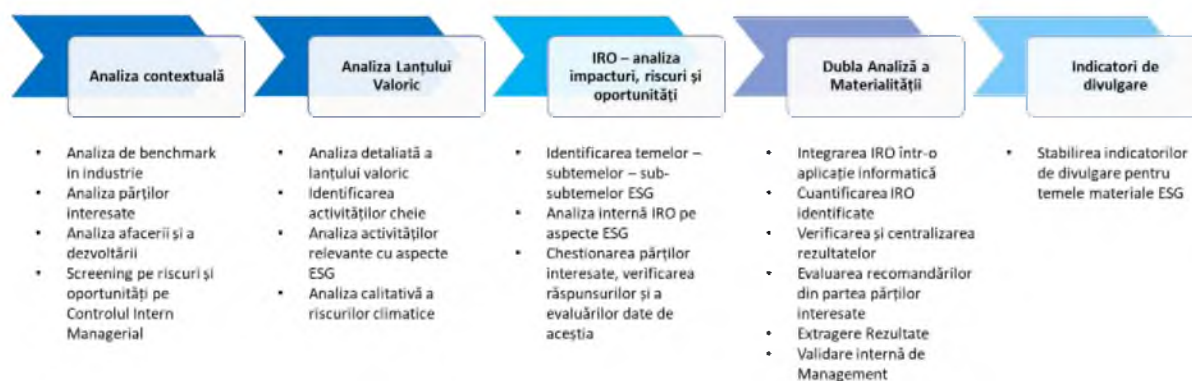 Analiza contextuală
• Analiza de benchmark
in industrie
• Analiza părților
interesate
• Analiza afacerii și a
dezvoltării
• Screening pe riscuri și
oportunități pe
Controlul Intern
Managerial
Analiza Lanțului
Valoric
• Analiza detaliată a
lanțului valoric
• Identificarea
activităților cheie
• Analiza activităților
relevante cu aspecte
ESG
• Analiza calitativă a
riscurilor climatice
IRO – analiza
impacturi, riscuri și
oportunități
• Identificarea temelor –
subtemelor – sub-
subtemelor ESG
• Analiza internă IRO pe
aspecte ESG
• Chestionarea părților
interesate, verificarea
răspunsurilor și a
evaluărilor date de
aceștia
Dubla Analiză a
Materialității
• Integrarea IRO într-o
aplicație informatică
• Cuantificarea IRO
identificate
• Verificarea și centralizarea
rezultatelor
• Evaluarea recomandărilor
din partea părților
interesate
• Extragere Rezultate
• Validare internă de
Management
Indicatori de
divulgare
• Stabilirea indicatorilor
de divulgare pentru
temele materiale ESG